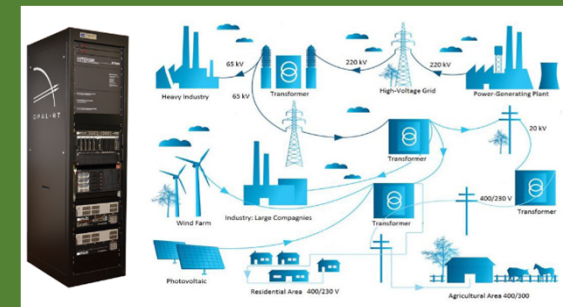 OPAL-RT
65 kV
220 kV
220 kV
Heavy Industry
65 kV
Transformer
High-Voltage Grid
Power-Generating Plant
20 kV
Transformer
Wind Farm
Industry: Large Compagnies
Transformer
400/230 V
Transformer
Photovoltaic
Residential Area 400/230 V
Agricultural Area 400/300